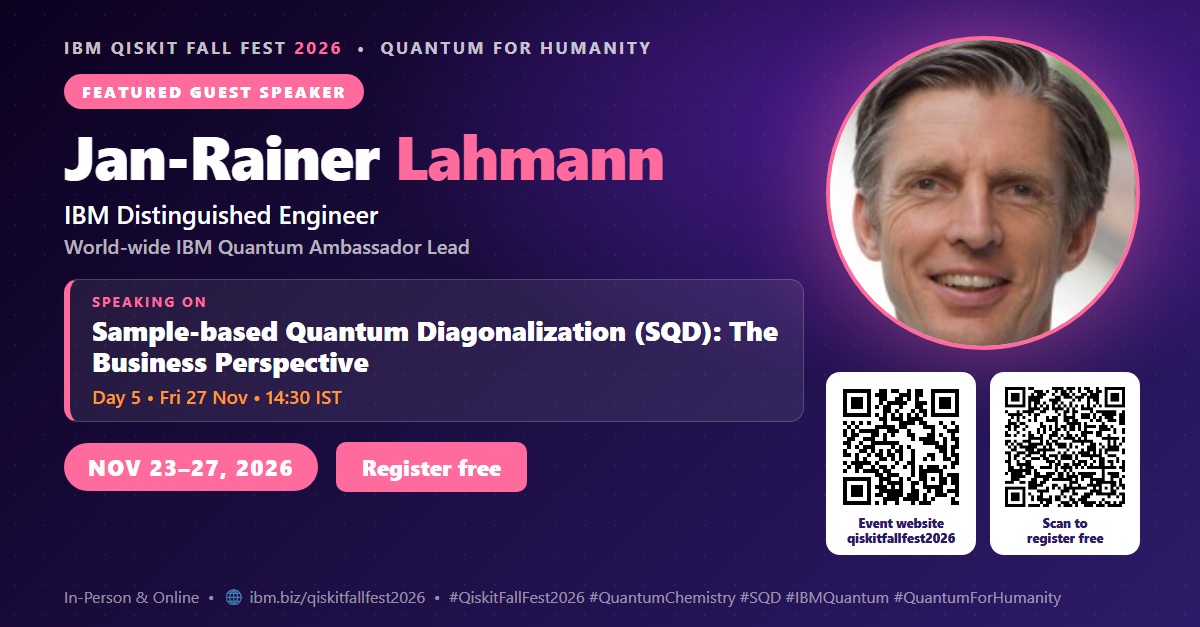 IBM QISKIT FALL FEST 2026 • QUANTUM FOR HUMANITY
FEATURED GUEST SPEAKER
Jan-Rainer Lahmann
IBM Distinguished Engineer
World-wide IBM Quantum Ambassador Lead
SPEAKING ON
Sample-based Quantum Diagonalization (SQD): The
Business Perspective
Day 5 • Fri 27 Nov • 14:30 IST
NOV 23–27, 2026
Register free
Event website
qiskitfallfest2026
Scan to
register free
In-Person & Online • 🌐 ibm.biz/qiskitfallfest2026 • #QiskitFallFest2026 #QuantumChemistry #SQD #IBMQuantum #QuantumForHumanity